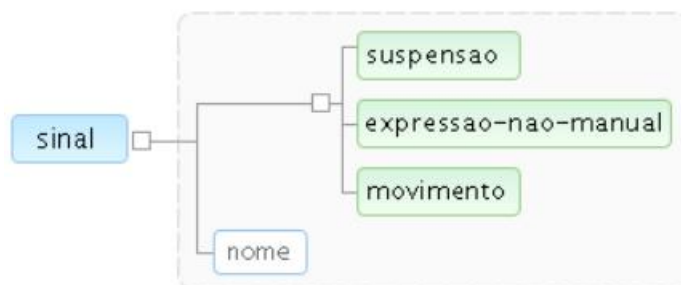 sinal
suspensao
expressao-nao-manual
movimento
nome